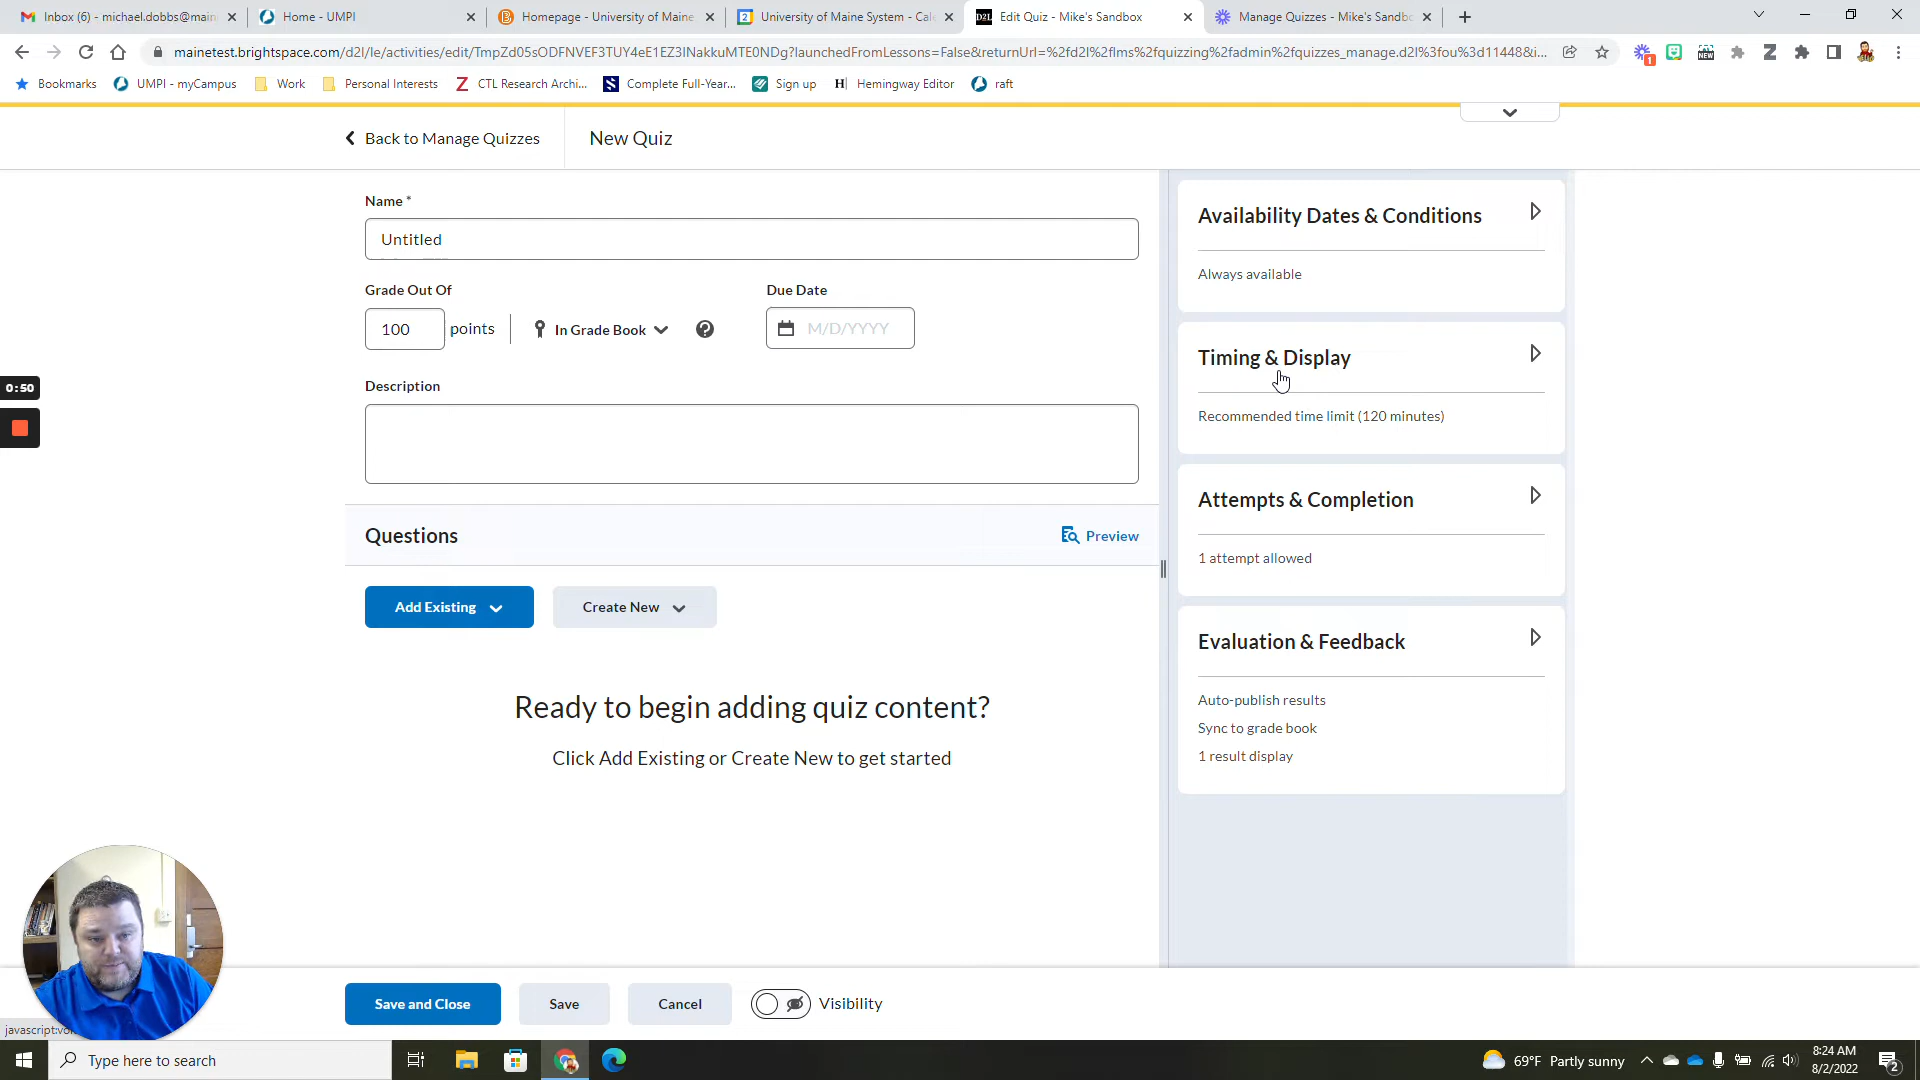 Inbox (6) - michael.dobbs@main
Home - UMPI
Homepage - University of Maine
University of Maine System - Cale
Edit Quiz - Mike's Sandbox
Manage Quizzes - Mike's Sandbo
mainetest.brightspace.com/d2l/le/activities/edit/TmpZd05sODFNVEF3TUY4eE1EZ3INakkuMTE0NDg?launchedFromLessons=False&returnUrl=%2fd2l%2flms%2fquizzing%2fadmin%2fquizzes_manage.d2l%3fou%3d11448&i...
Bookmarks
UMPI - myCampus
Work
Personal Interests
CTL Research Archi...
Complete Full-Year...
Sign up
Hemingway Editor
raft
Back to Manage Quizzes
New Quiz
Name *
Untitled
Grade Out Of
100 points
In Grade Book
Due Date
M/D/YYYY
Description
Questions
Preview
Add Existing
Create New
Ready to begin adding quiz content?
Click Add Existing or Create New to get started
Availability Dates & Conditions
Always available
Timing & Display
Recommended time limit (120 minutes)
Attempts & Completion
1 attempt allowed
Evaluation & Feedback
Auto-publish results
Sync to grade book
1 result display
0:50
Save and Close
Save
Cancel
Visibility
Type here to search
69°F Partly sunny
8:24 AM
8/2/2022
2